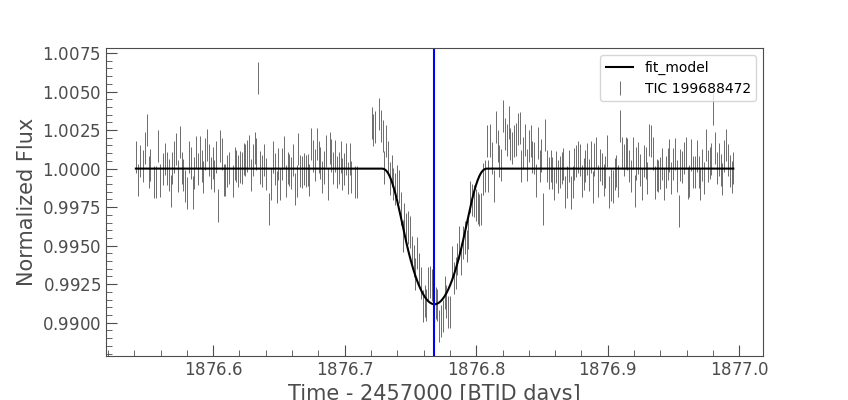 1.0075
1.0050
1.0025
1.0000
0.9975
0.9950
0.9925
0.9900
Normalized Flux
fit_model
TIC 199688472
1876.6 1876.7 1876.8 1876.9 1877.0
Time - 2457000 [BTJD days]